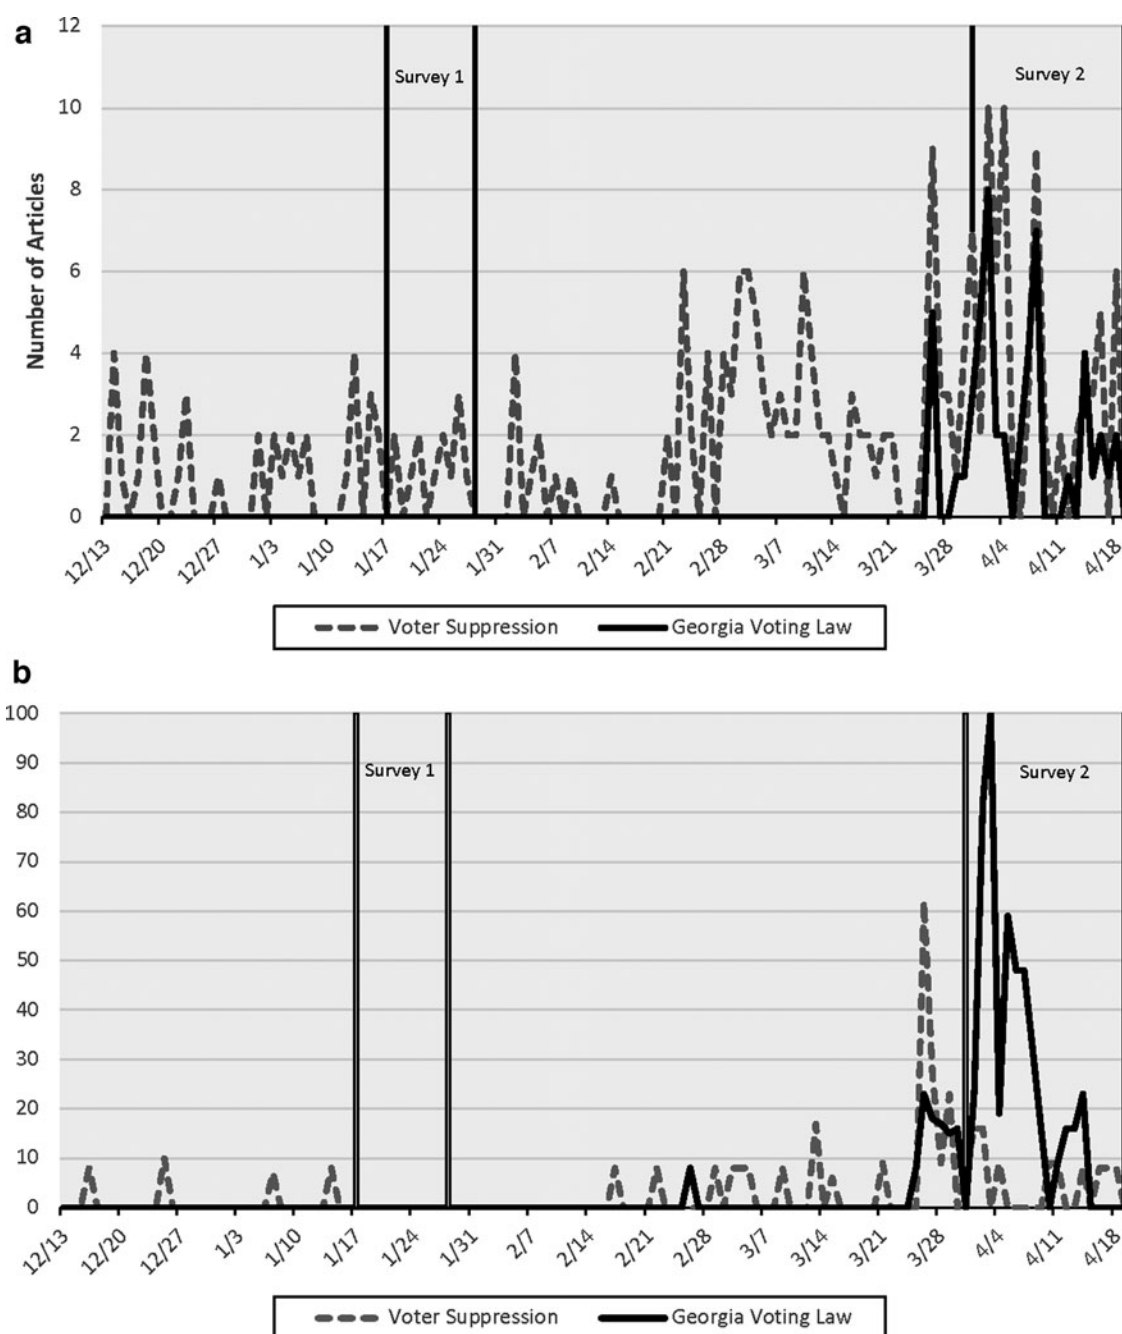 a
12
10
8
6
4
2
0
Number of Articles
Survey 1
Survey 2
12/13 12/20 12/27 1/3 1/10 1/17 1/24 1/31 2/7 2/14 2/21 2/28 3/7 3/14 3/21 3/28 4/4 4/11 4/18
Voter Suppression Georgia Voting Law
b
100
90
80
70
60
50
40
30
20
10
0
Survey 1
Survey 2
12/13 12/20 12/27 1/3 1/10 1/17 1/24 1/31 2/7 2/14 2/21 2/28 3/7 3/14 3/21 3/28 4/4 4/11 4/18
Voter Suppression Georgia Voting Law